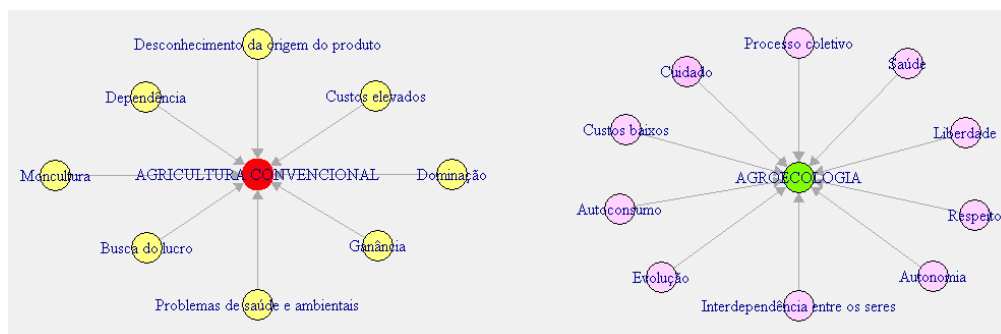 Desconhecimento da origem do produto
Dependência
Custos elevados
Moncultura
AGRICULTURA CONVENCIONAL
Dominação
Busca do lucro
Ganância
Problemas de saúde e ambientais
Processo coletivo
Cuidado
Saúde
Custos baixos
Liberdade
AGROECOLOGIA
Autoconsumo
Respeito
Evolução
Autonomia
Interdependência entre os seres